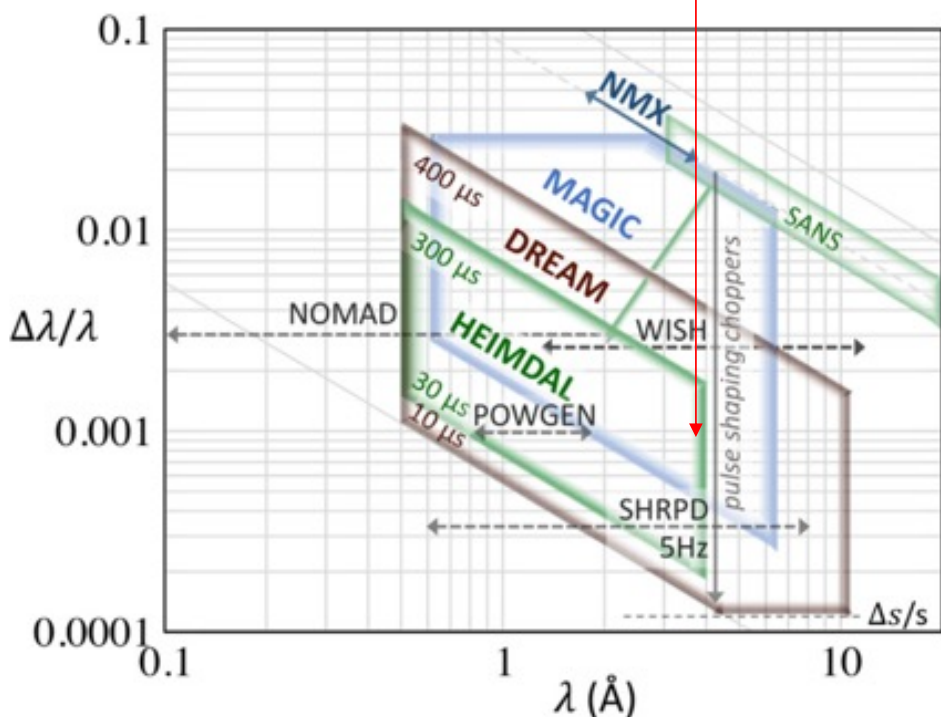 0.1
NMX
MAGIC
400 µs
SANS
0.01
DREAM
300 µs
NOMAD
WISH
pulse shaping choppers
Δλ/λ
HEIMDAL
30 µs
POWGEN
10 µs
0.001
SHRPD
5Hz
Δs/s
0.0001
0.1
1
10
λ (Å)